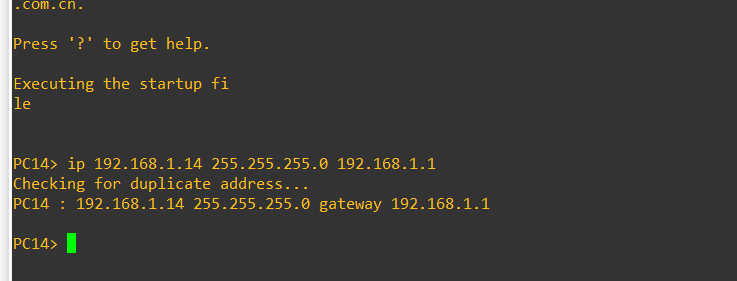 .com.cn.
Press '?' to get help.
Executing the startup fi
le
PC14> ip 192.168.1.14 255.255.255.0 192.168.1.1
Checking for duplicate address...
PC14 : 192.168.1.14 255.255.255.0 gateway 192.168.1.1
PC14>